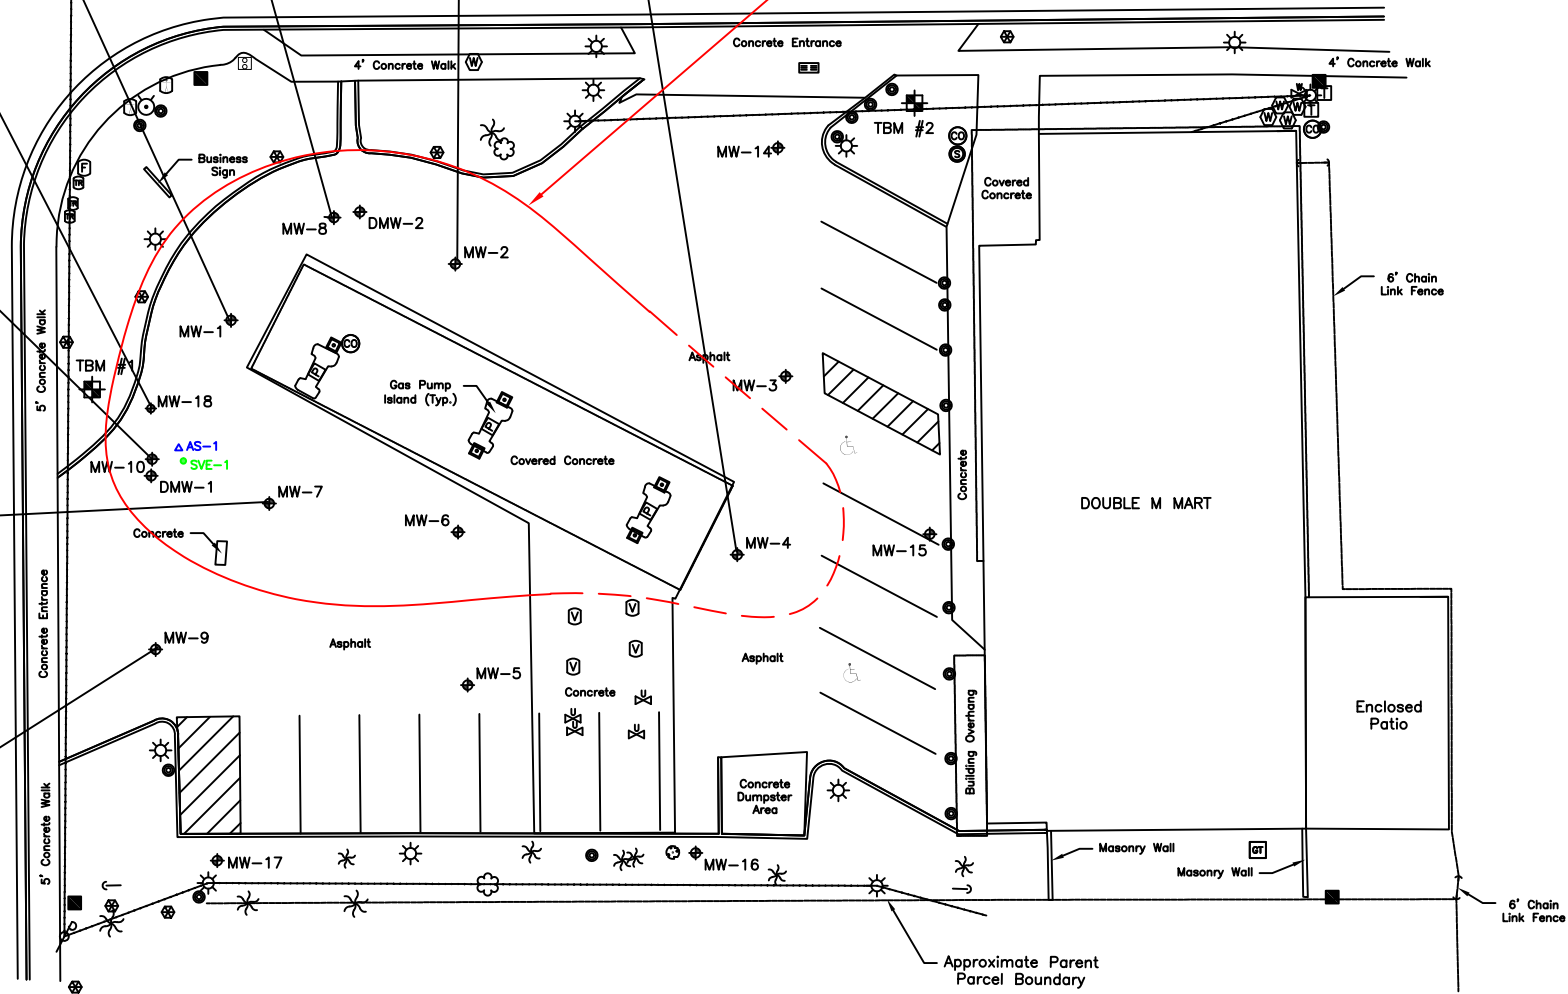 Concrete Entrance
4' Concrete Walk
W
4' Concrete Walk
W
W
W
W
W
W
TBM #2
CO
CO
S
MW-14
Business
Sign
F
TR
Covered
Concrete
MW-8
DMW-2
MW-2
6' Chain
Link Fence
MW-1
5' Concrete Walk
CO
Asphalt
TBM #1
MW-3
Gas Pump
Island (Typ.)
P
P
P
MW-18
AS-1
SVE-1
MW-10
DMW-1
Covered Concrete
Concrete
MW-7
DOUBLE M MART
MW-6
Concrete
MW-4
MW-15
Concrete Entrance
V
V
V
V
MW-9
Asphalt
Asphalt
MW-5
Concrete
U
U
U
U
Building Overhang
Enclosed
Patio
5' Concrete Walk
Concrete
Dumpster
Area
MW-17
MW-16
Masonry Wall
GT
Masonry Wall
6' Chain
Link Fence
Approximate Parent
Parcel Boundary